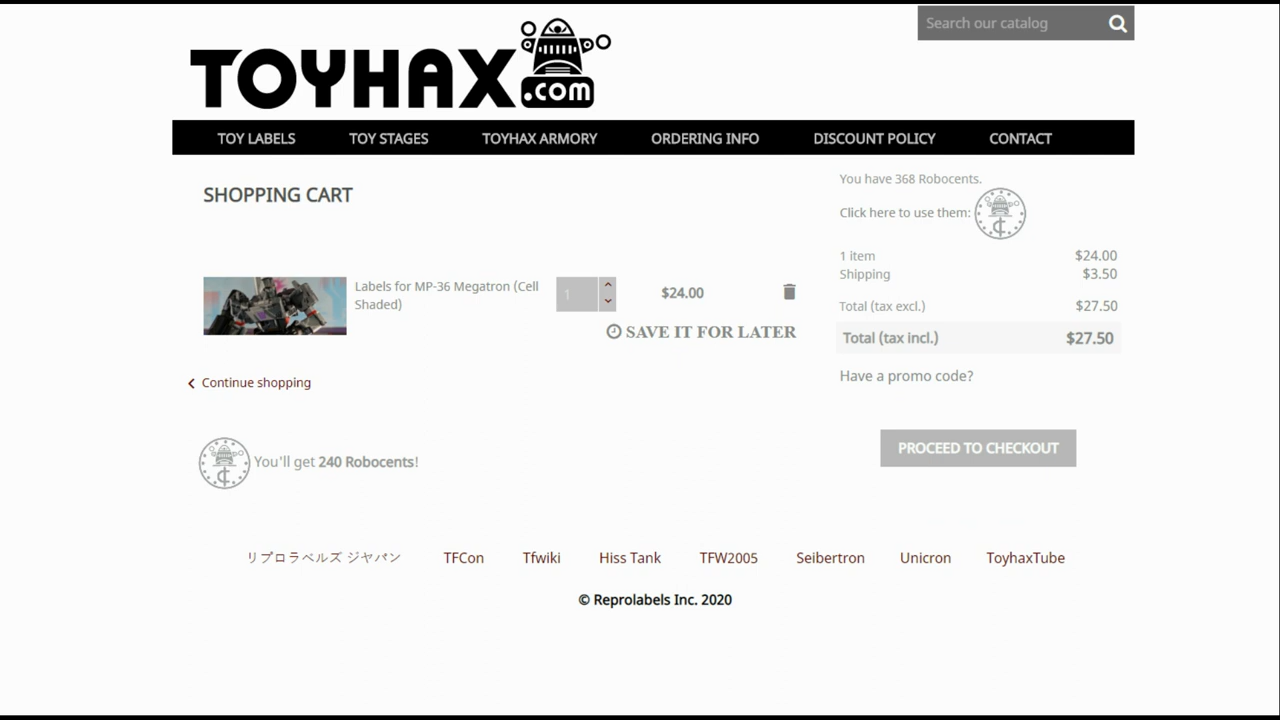 Search our catalog
TOYHAX.com
TOY LABELS TOY STAGES TOYHAX ARMORY ORDERING INFO DISCOUNT POLICY CONTACT
SHOPPING CART
Labels for MP-36 Megatron (Cell
Shaded)
1
$24.00
SAVE IT FOR LATER
Continue shopping
You'll get 240 Robocents!
You have 368 Robocents.
Click here to use them:
1 item $24.00
Shipping $3.50
Total (tax excl.) $27.50
Total (tax incl.) $27.50
Have a promo code?
PROCEED TO CHECKOUT
リプロラベルズ ジャパン TFCon Tfwiki Hiss Tank TFW2005 Seibertron Unicron ToyhaxTube
© Reprolabels Inc. 2020